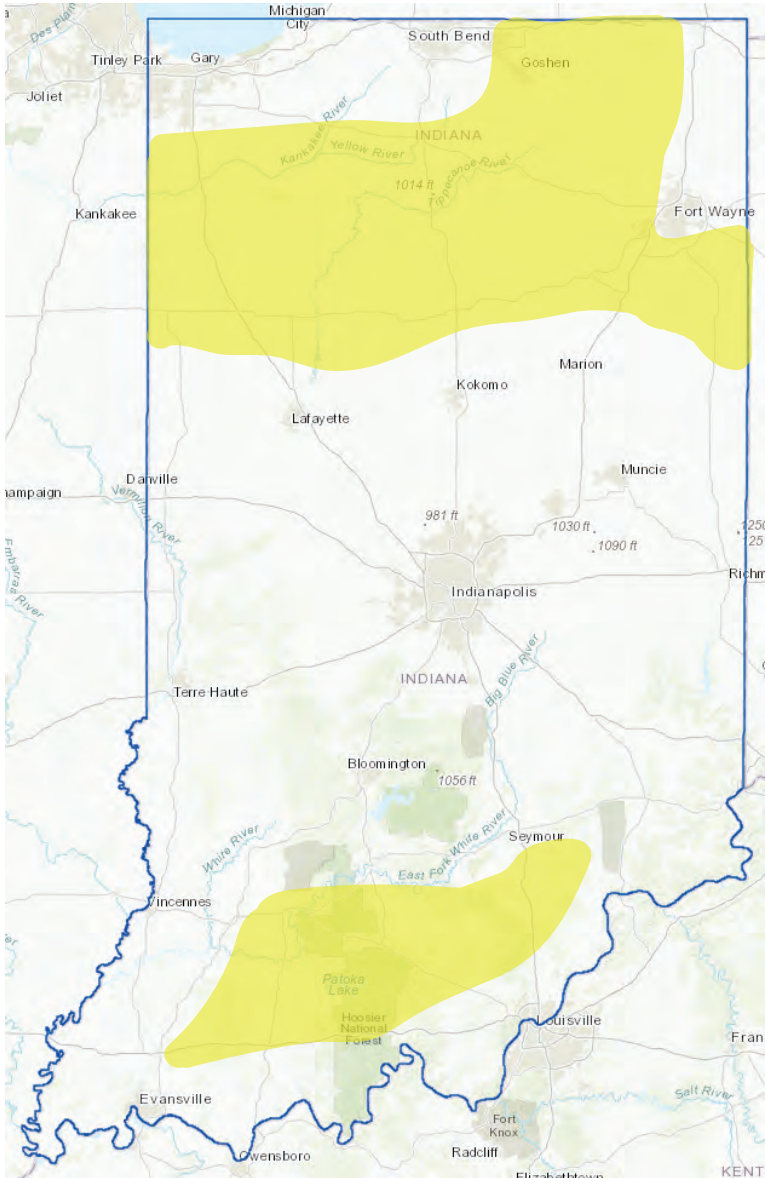 Des Plain
Michigan
City
South Bend
Tinley Park
Gary
Goshen
Joliet
Kankakee River
INDIANA
Yellow River
Tippecanoe River
1014 ft
Kankakee
Fort Wayne
Marion
Kokomo
Lafayette
Muncie
Danville
hampaign
Vermilion River
981 ft
1030 ft
1250
1090 ft
125
Embarras River
Richm
Indianapolis
Big Blue River
INDIANA
Terre Haute
Bloomington
1056 ft
White River
East Fork White River
Seymour
Vincennes
Patoka
Lake
Hoosier
National
Forest
Louisville
Fran
Evansville
Salt River
Fort
Knox
Owensboro
Radcliff
Elizabethtown
KENT